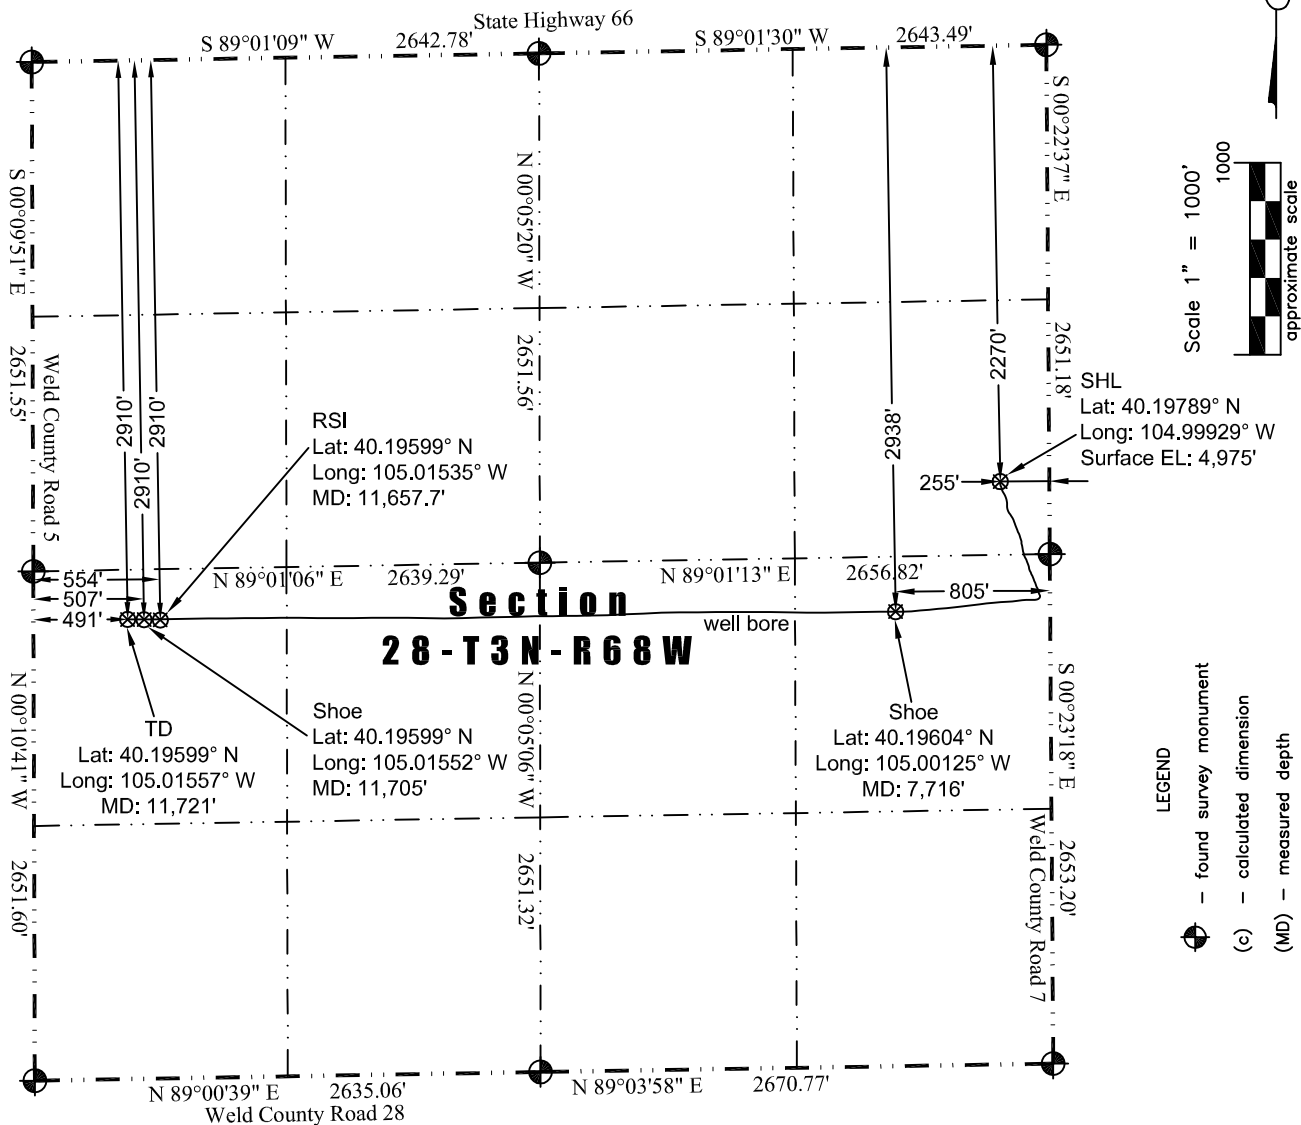 State Highway 66
S 89°01'09" W 2642.78'
S 89°01'30" W 2643.49'
S 00°09'51" E
2651.55'
Weld County Road 5
N 00°05'20" W
2651.56'
S 00°22'37" E
2651.18'
2910'
2910'
2910'
2938'
2270'
255'
SHL
Lat: 40.19789° N
Long: 104.99929° W
Surface EL: 4,975'
RSI
Lat: 40.19599° N
Long: 105.01535° W
MD: 11,657.7'
554'
507'
491'
N 89°01'06" E 2639.29'
N 89°01'13" E 2656.82'
805'
Section
28-T3N-R68W
well bore
TD
Lat: 40.19599° N
Long: 105.01557° W
MD: 11,721'
Shoe
Lat: 40.19599° N
Long: 105.01552° W
MD: 11,705'
Shoe
Lat: 40.19604° N
Long: 105.00125° W
MD: 7,716'
N 00°10'41" W
2651.60'
N 00°05'06" W
2651.32'
S 00°23'18" E
2653.20'
Weld County Road 7
N 89°00'39" E 2635.06'
N 89°03'58" E 2670.77'
Weld County Road 28
Scale 1" = 1000'
1000
approximate scale
LEGEND
- found survey monument
(c) - calculated dimension
(MD) - measured depth